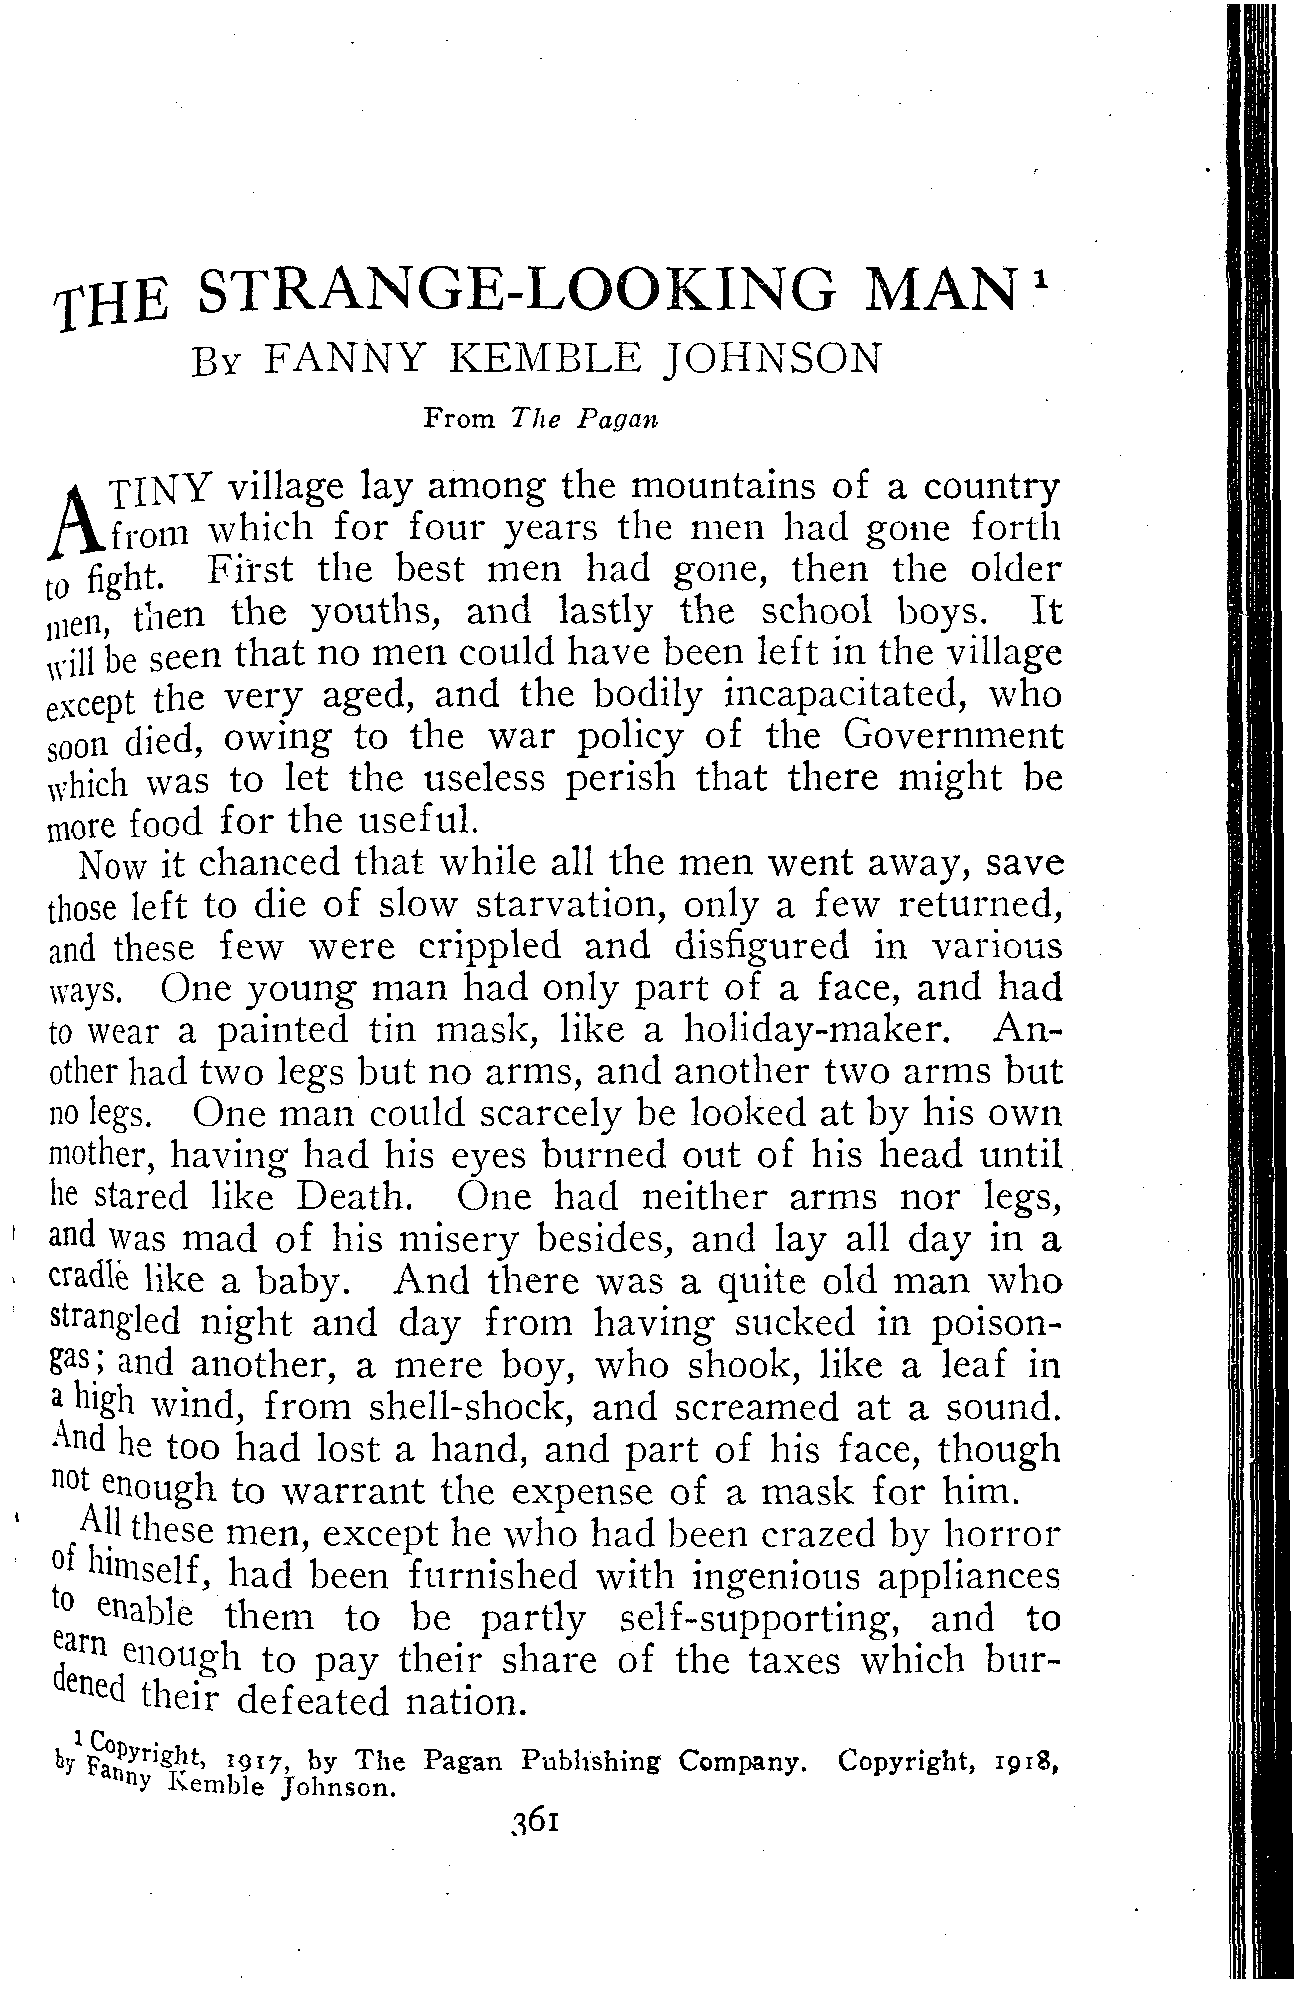 THE STRANGE-LOOKING MAN¹
By FANNY KEMBLE JOHNSON
From The Pagan
A TINY village lay among the mountains of a country
from which for four years the men had gone forth
to fight. First the best men had gone, then the older
men, then the youths, and lastly the school boys. It
will be seen that no men could have been left in the village
except the very aged, and the bodily incapacitated, who
soon died, owing to the war policy of the Government
which was to let the useless perish that there might be
more food for the useful.
Now it chanced that while all the men went away, save
those left to die of slow starvation, only a few returned,
and these few were crippled and disfigured in various
ways. One young man had only part of a face, and had
to wear a painted tin mask, like a holiday-maker. An-
other had two legs but no arms, and another two arms but
no legs. One man could scarcely be looked at by his own
mother, having had his eyes burned out of his head until
he stared like Death. One had neither arms nor legs,
and was mad of his misery besides, and lay all day in a
cradle like a baby. And there was a quite old man who
strangled night and day from having sucked in poison-
gas; and another, a mere boy, who shook, like a leaf in
a high wind, from shell-shock, and screamed at a sound.
And he too had lost a hand, and part of his face, though
not enough to warrant the expense of a mask for him.
All these men, except he who had been crazed by horror
of himself, had been furnished with ingenious appliances
to enable them to be partly self-supporting, and to
earn enough to pay their share of the taxes which bur-
dened their defeated nation.
¹ Copyright, 1917, by The Pagan Publishing Company. Copyright, 1918,
by Fanny Kemble Johnson.
361